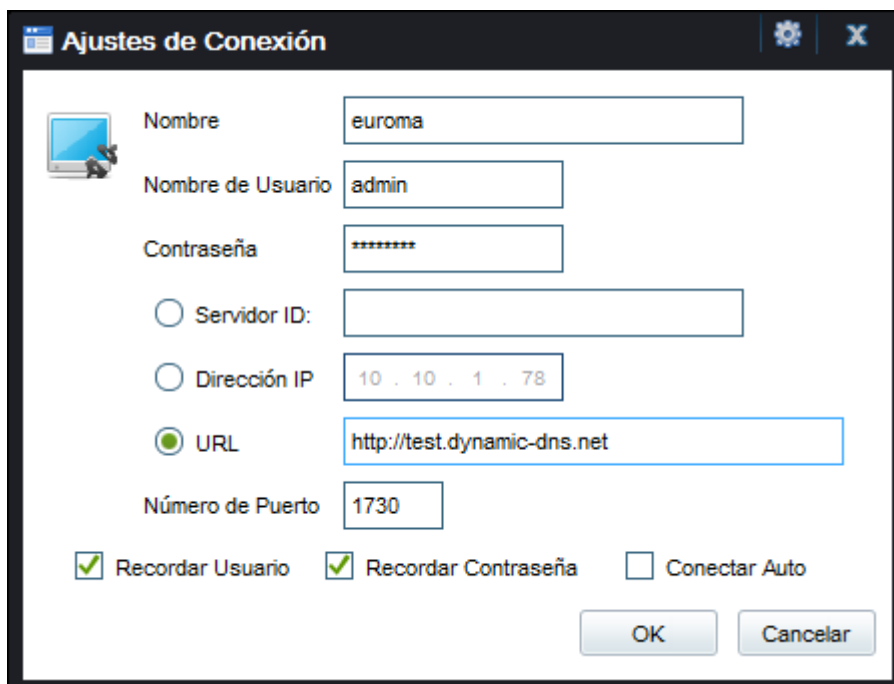 Ajustes de Conexión
Nombre euroma
Nombre de Usuario admin
Contraseña ********
Servidor ID:
Dirección IP 10 . 10 . 1 . 78
URL http://test.dynamic-dns.net
Número de Puerto 1730
Recordar Usuario Recordar Contraseña Conectar Auto
OK Cancelar